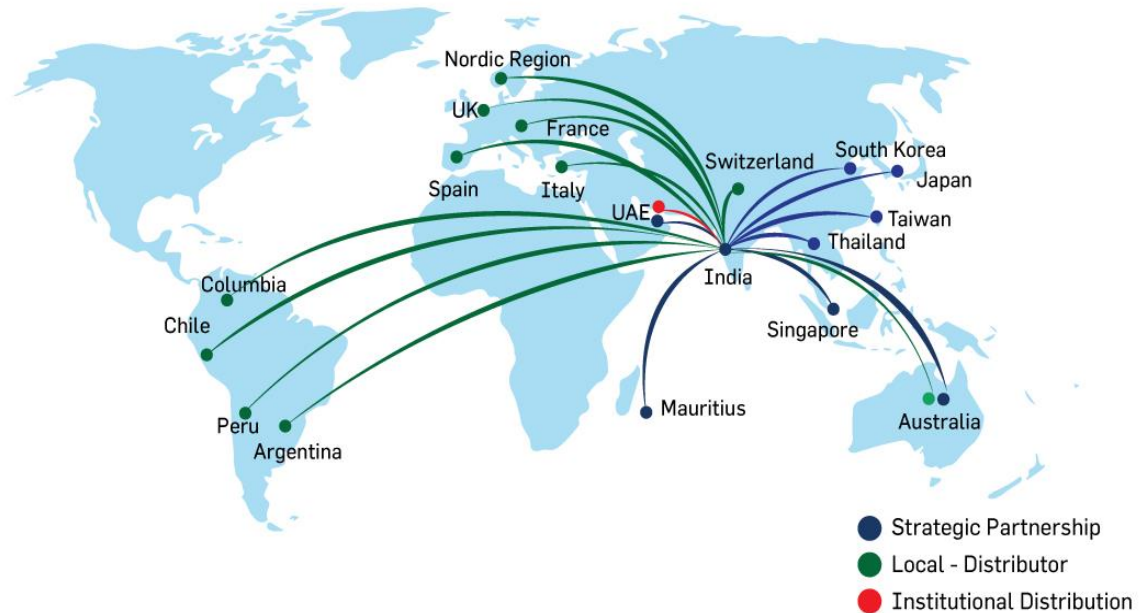 Nordic Region
UK
France
Spain
Italy
Switzerland
South Korea
Japan
UAE
Taiwan
Thailand
India
Columbia
Chile
Singapore
Mauritius
Peru
Argentina
Australia
Strategic Partnership
Local - Distributor
Institutional Distribution